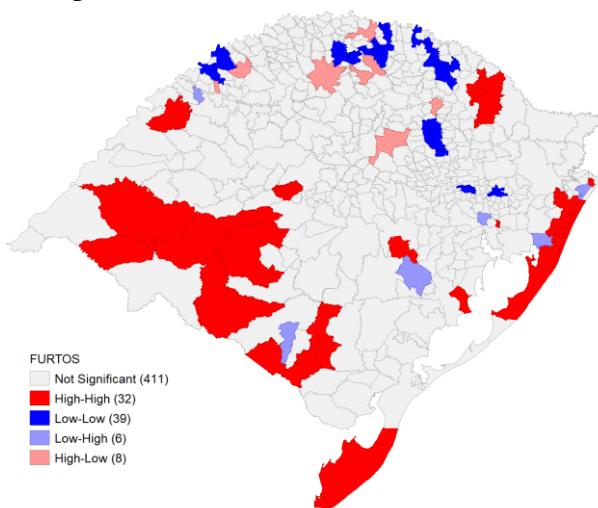 FURTOS
Not Significant (411)
High-High (32)
Low-Low (39)
Low-High (6)
High-Low (8)